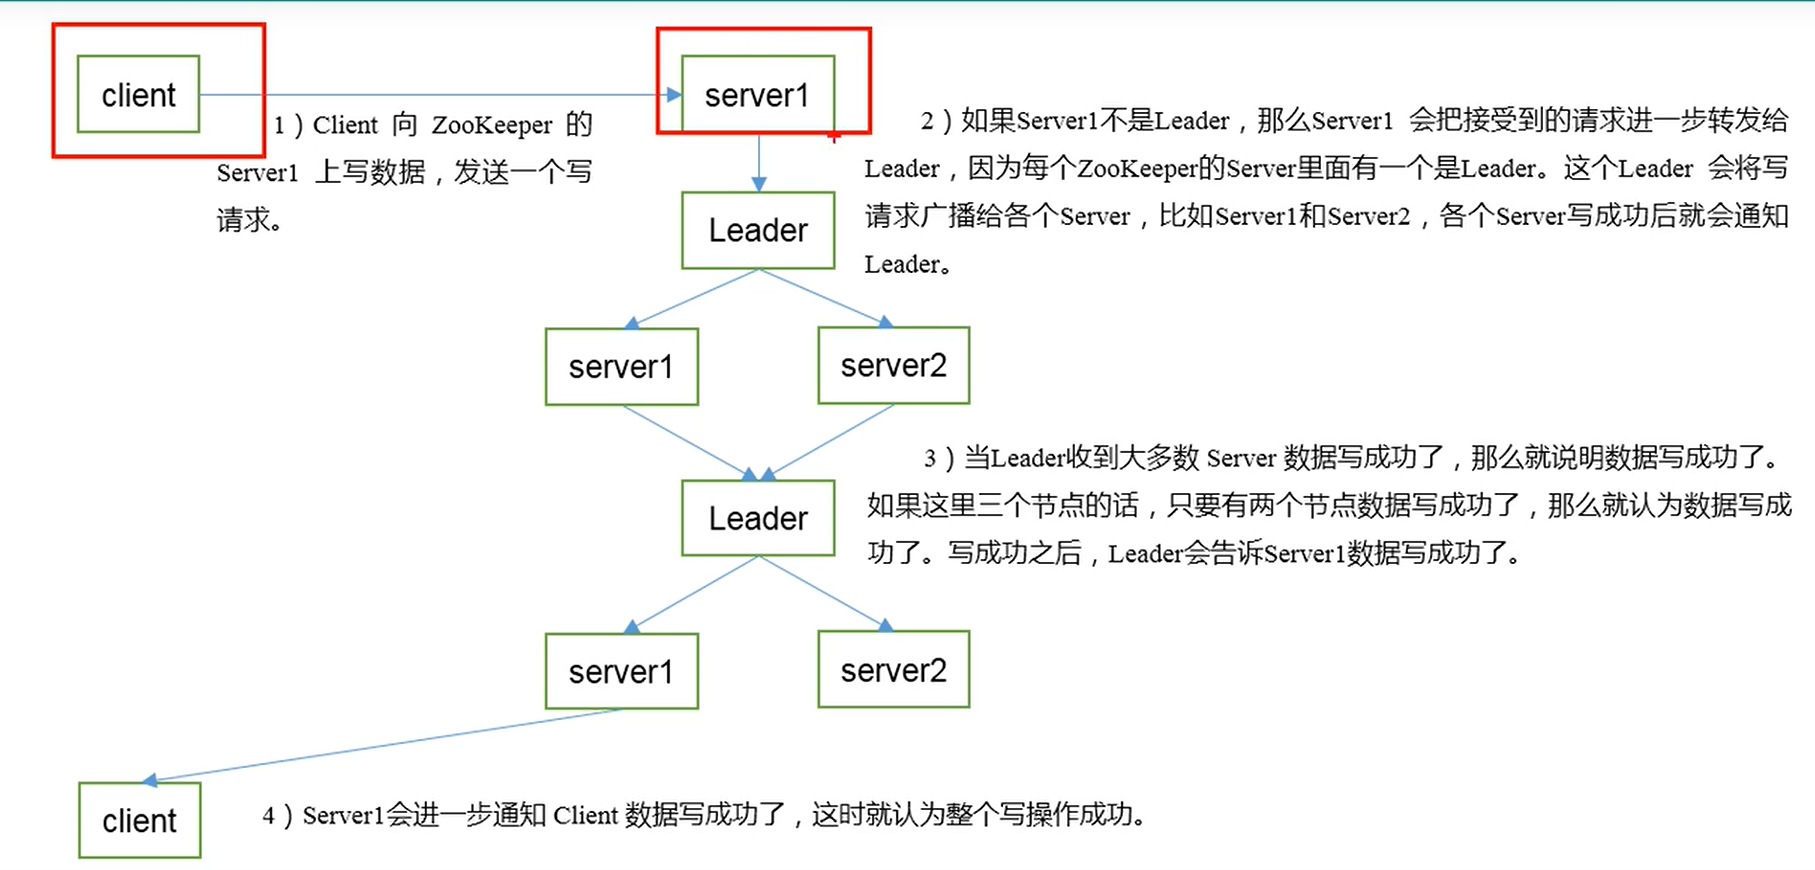 client
server1
1）Client 向 ZooKeeper 的
Server1 上写数据，发送一个写
请求。
2）如果Server1不是Leader，那么Server1 会把接受到的请求进一步转发给
Leader，因为每个ZooKeeper的Server里面有一个是Leader。这个Leader 会将写
请求广播给各个Server，比如Server1和Server2，各个Server写成功后就会通知
Leader。
Leader
server1
server2
3）当Leader收到大多数 Server 数据写成功了，那么就说明数据写成功了。
如果这里三个节点的话，只要有两个节点数据写成功了，那么就认为数据写成
功了。写成功之后，Leader会告诉Server1数据写成功了。
Leader
server1
server2
client
4）Server1会进一步通知 Client 数据写成功了，这时就认为整个写操作成功。